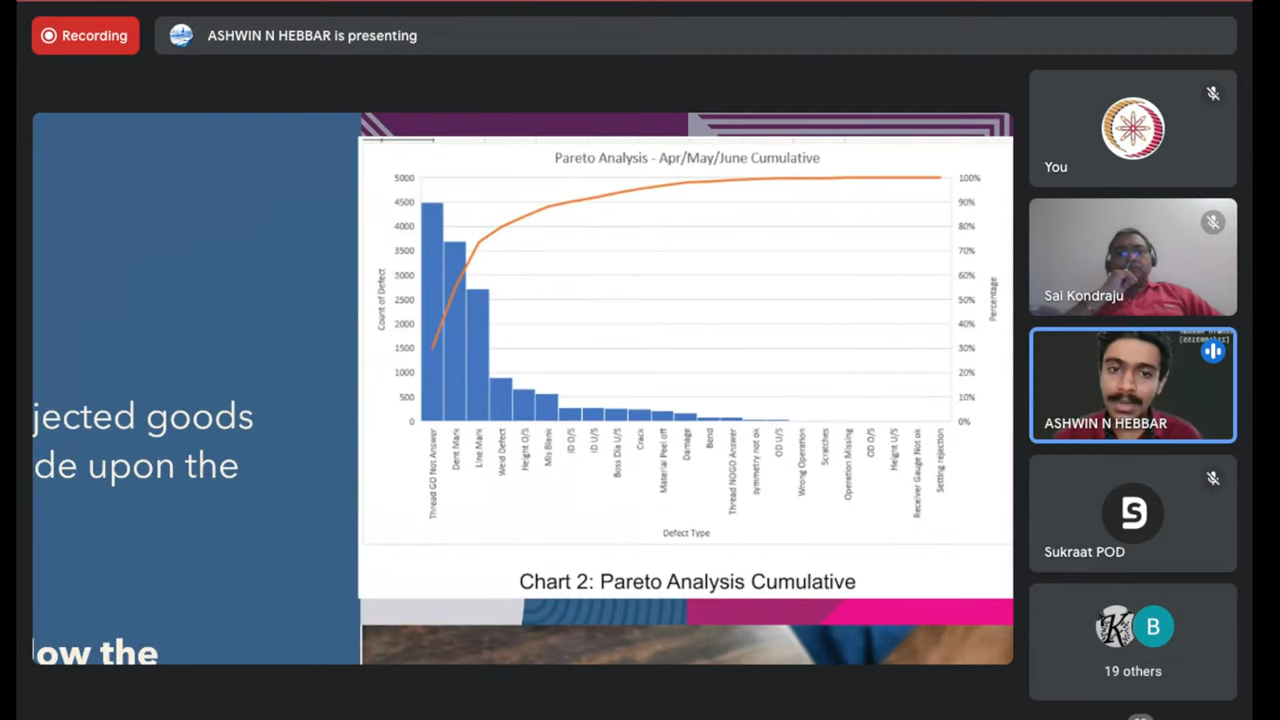 Recording
ASHWIN N HEBBAR is presenting
jected goods
de upon the
low the
Pareto Analysis - Apr/May/June Cumulative
5000
4500
4000
3500
3000
2500
2000
1500
1000
500
0
Count of Defect
100%
90%
80%
70%
60%
50%
40%
30%
20%
10%
0%
Percentage
Thread GO Not Answer
Dent Mark
Line Mark
Weld Defect
Height O/S
Mis Blank
ID O/S
ID U/S
Boss Dia U/S
Crack
Material Peel off
Damage
Bend
Thread NOGO Answer
symmetry not ok
OD U/S
Wrong Operation
Scratches
Operation Missing
OD O/S
Height U/S
Receiver Gauge Not ok
Setting rejection
Defect Type
Chart 2: Pareto Analysis Cumulative
You
Sai Kondraju
ASHWIN N HEBBAR
S
Sukraat POD
K
B
19 others